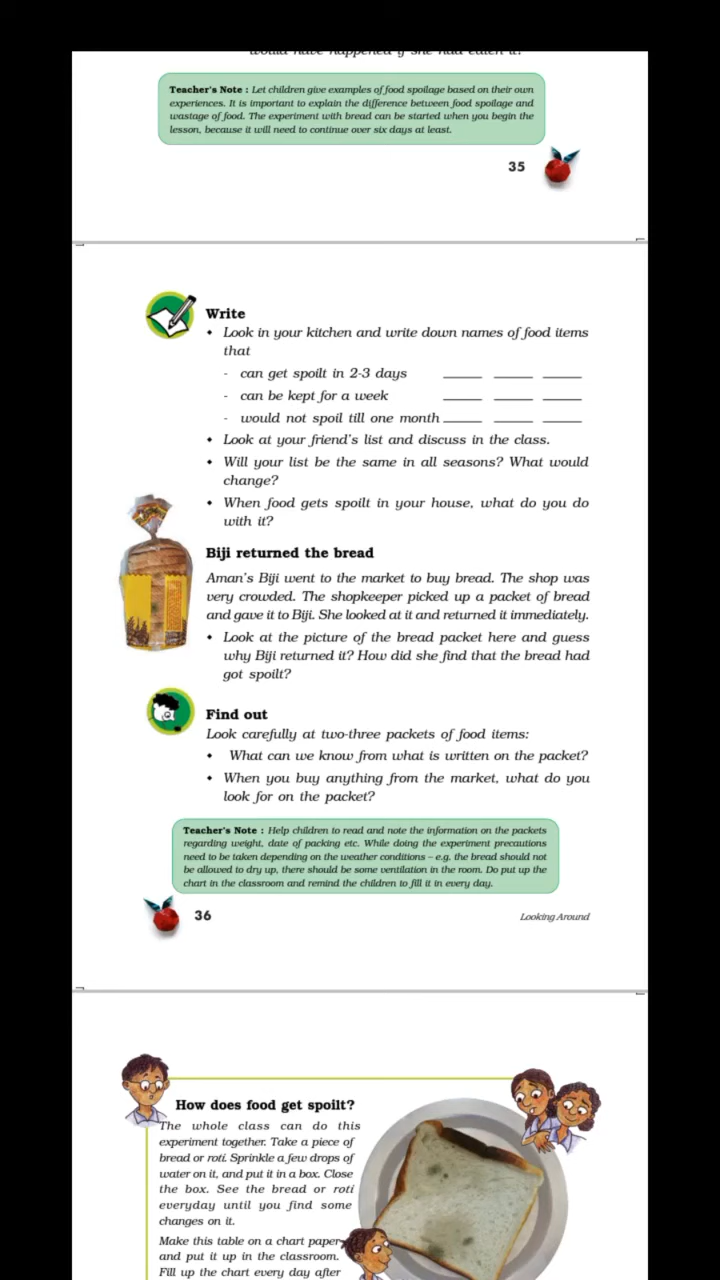 would have happened if she had eaten it?
Teacher's Note : Let children give examples of food spoilage based on their own
experiences. It is important to explain the difference between food spoilage and
wastage of food. The experiment with bread can be started when you begin the
lesson, because it will need to continue over six days at least.
35
Write
• Look in your kitchen and write down names of food items
that
- can get spoilt in 2-3 days ______ ______ ______
- can be kept for a week ______ ______ ______
- would not spoil till one month ______ ______ ______
• Look at your friend's list and discuss in the class.
• Will your list be the same in all seasons? What would
change?
• When food gets spoilt in your house, what do you do
with it?
Biji returned the bread
Aman's Biji went to the market to buy bread. The shop was
very crowded. The shopkeeper picked up a packet of bread
and gave it to Biji. She looked at it and returned it immediately.
• Look at the picture of the bread packet here and guess
why Biji returned it? How did she find that the bread had
got spoilt?
Find out
Look carefully at two-three packets of food items:
• What can we know from what is written on the packet?
• When you buy anything from the market, what do you
look for on the packet?
Teacher's Note : Help children to read and note the information on the packets
regarding weight, date of packing etc. While doing the experiment precautions
need to be taken depending on the weather conditions – e.g, the bread should not
be allowed to dry up, there should be some ventilation in the room. Do put up the
chart in the classroom and remind the children to fill it in every day.
36
Looking Around
How does food get spoilt?
The whole class can do this
experiment together. Take a piece of
bread or roti. Sprinkle a few drops of
water on it, and put it in a box. Close
the box. See the bread or roti
everyday until you find some
changes on it.
Make this table on a chart paper
and put it up in the classroom.
Fill up the chart every day after